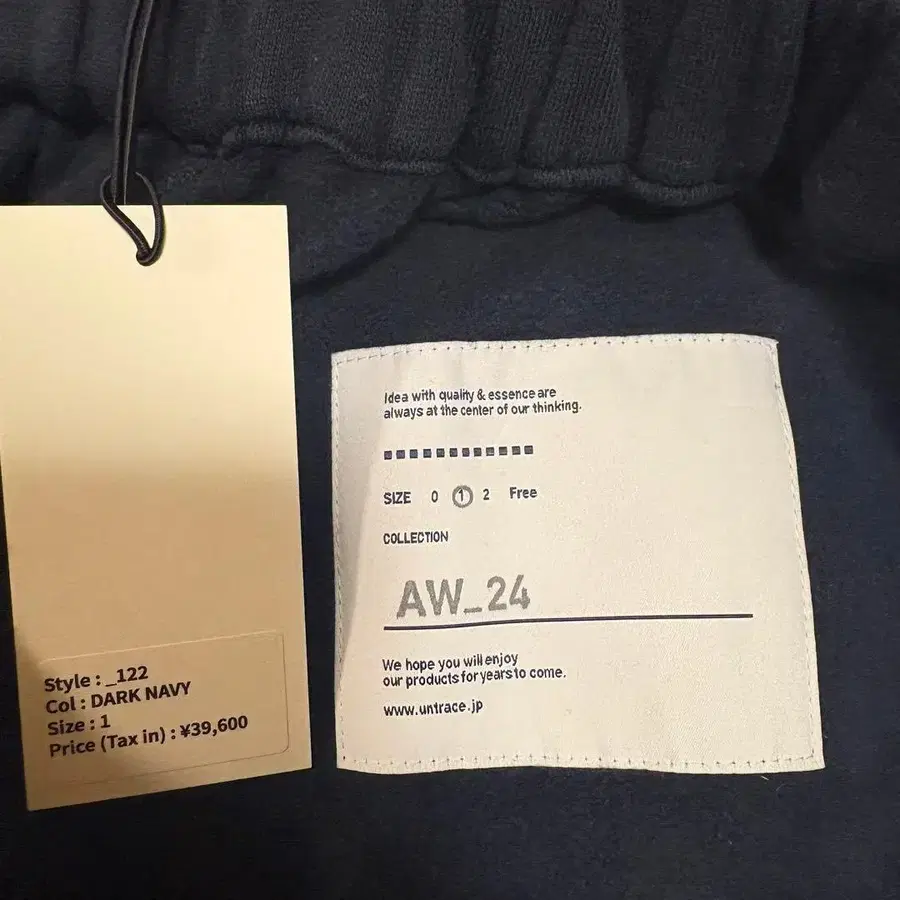 Style : _122
Col : DARK NAVY
Size : 1
Price (Tax in) : ¥39,600
Idea with quality & essence are
always at the center of our thinking.
SIZE 0 1 2 Free
COLLECTION
AW_24
We hope you will enjoy
our products for years to come.
www.untrace.jp